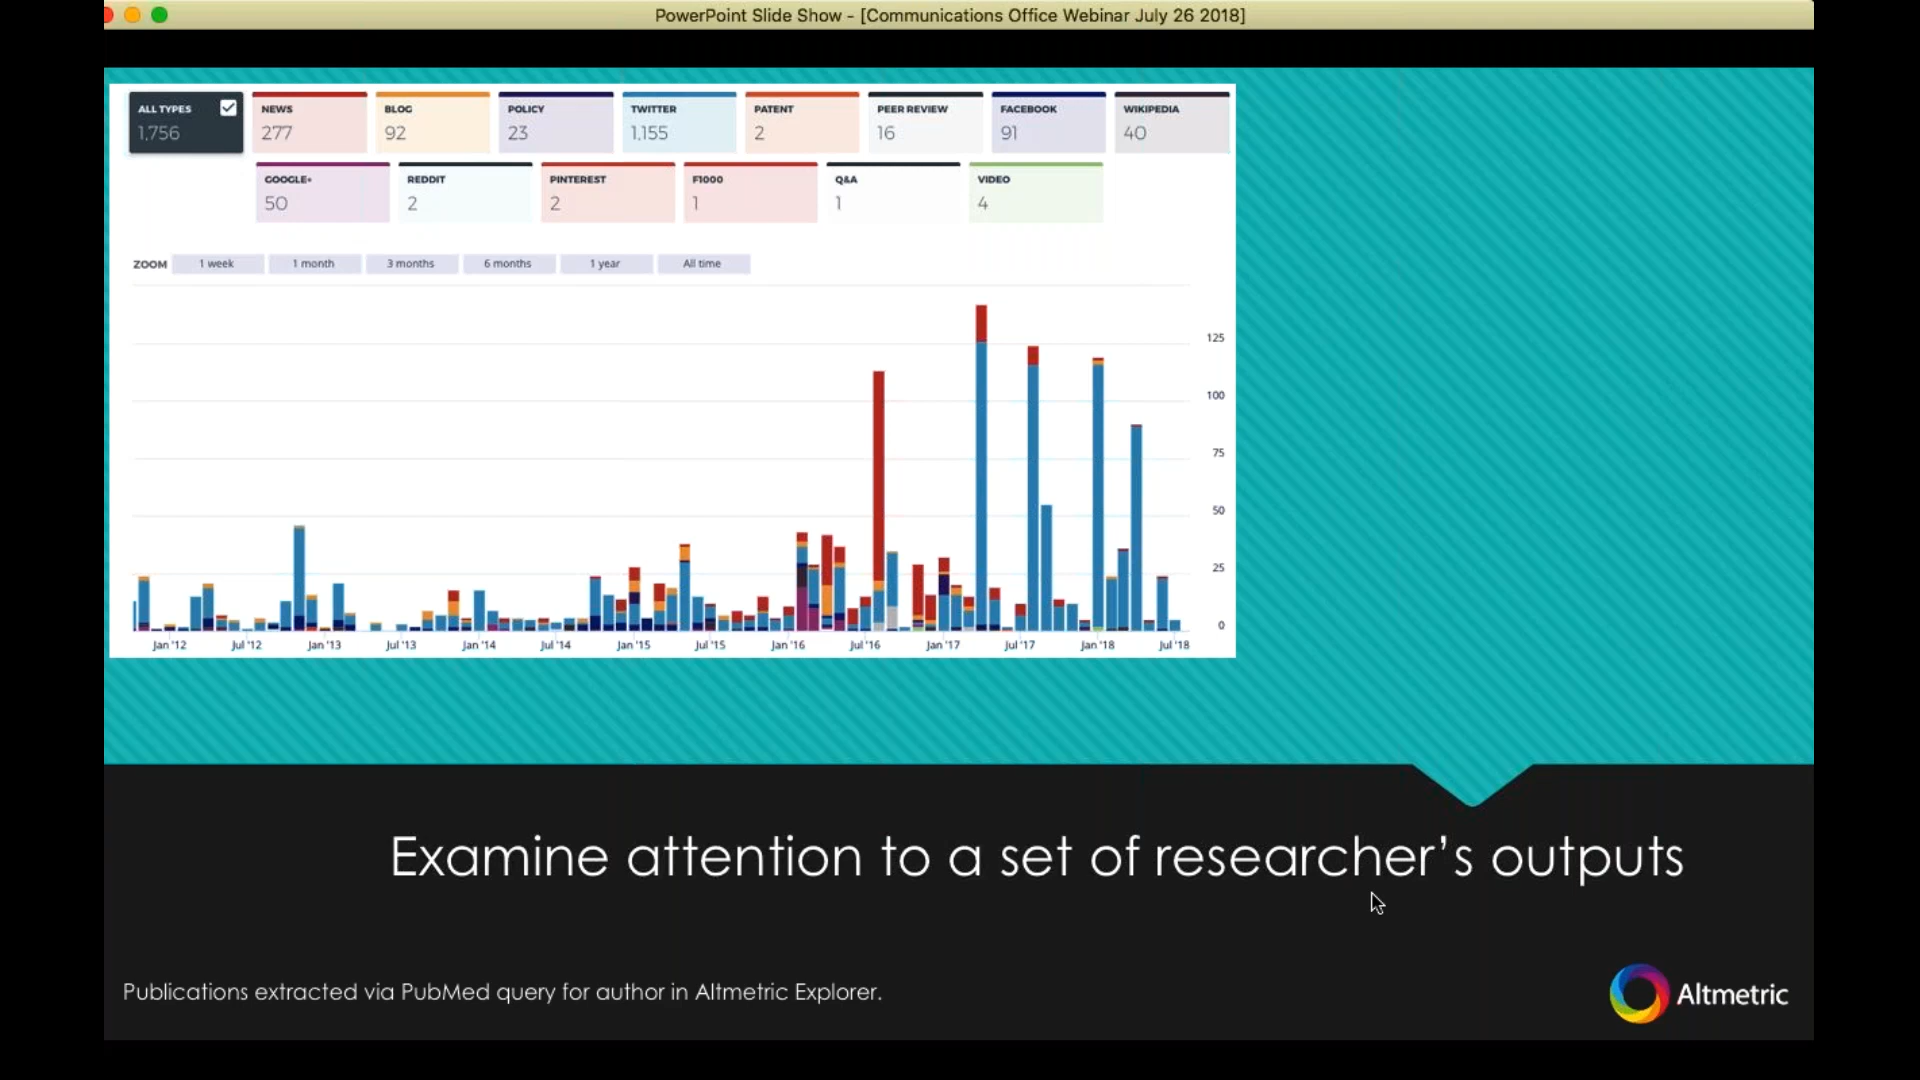 PowerPoint Slide Show - [Communications Office Webinar July 26 2018]
ALL TYPES NEWS BLOG POLICY TWITTER PATENT PEER REVIEW FACEBOOK WIKIPEDIA
1,756 277 92 23 1,155 2 16 91 40
GOOGLE+ REDDIT PINTEREST F1000 Q&A VIDEO
50 2 2 1 1 4
ZOOM 1 week 1 month 3 months 6 months 1 year All time
125
100
75
50
25
0
Jan '12 Jul '12 Jan '13 Jul '13 Jan '14 Jul '14 Jan '15 Jul '15 Jan '16 Jul '16 Jan '17 Jul '17 Jan '18 Jul '18
Examine attention to a set of researcher’s outputs
Publications extracted via PubMed query for author in Altmetric Explorer.
Altmetric